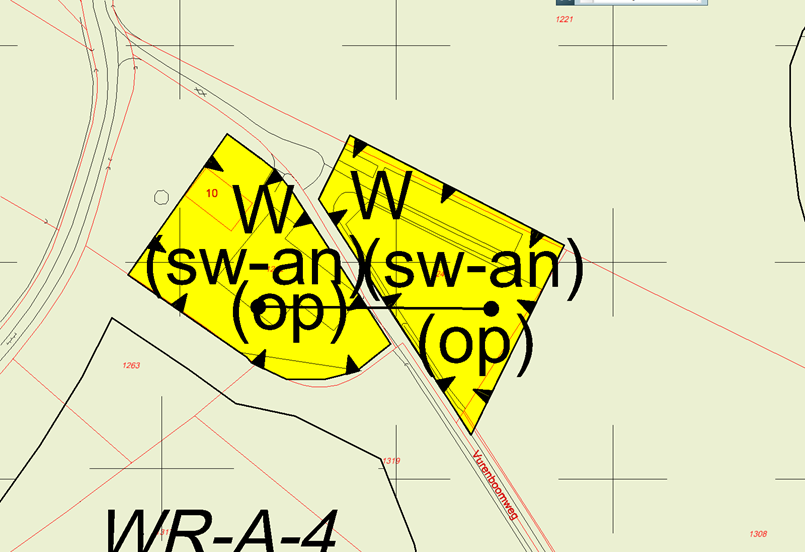 1221
10
W
W
(sw-an)
(sw-an)
(op)
(op)
1263
1319
Vurenboomweg
WR-A-4
1308